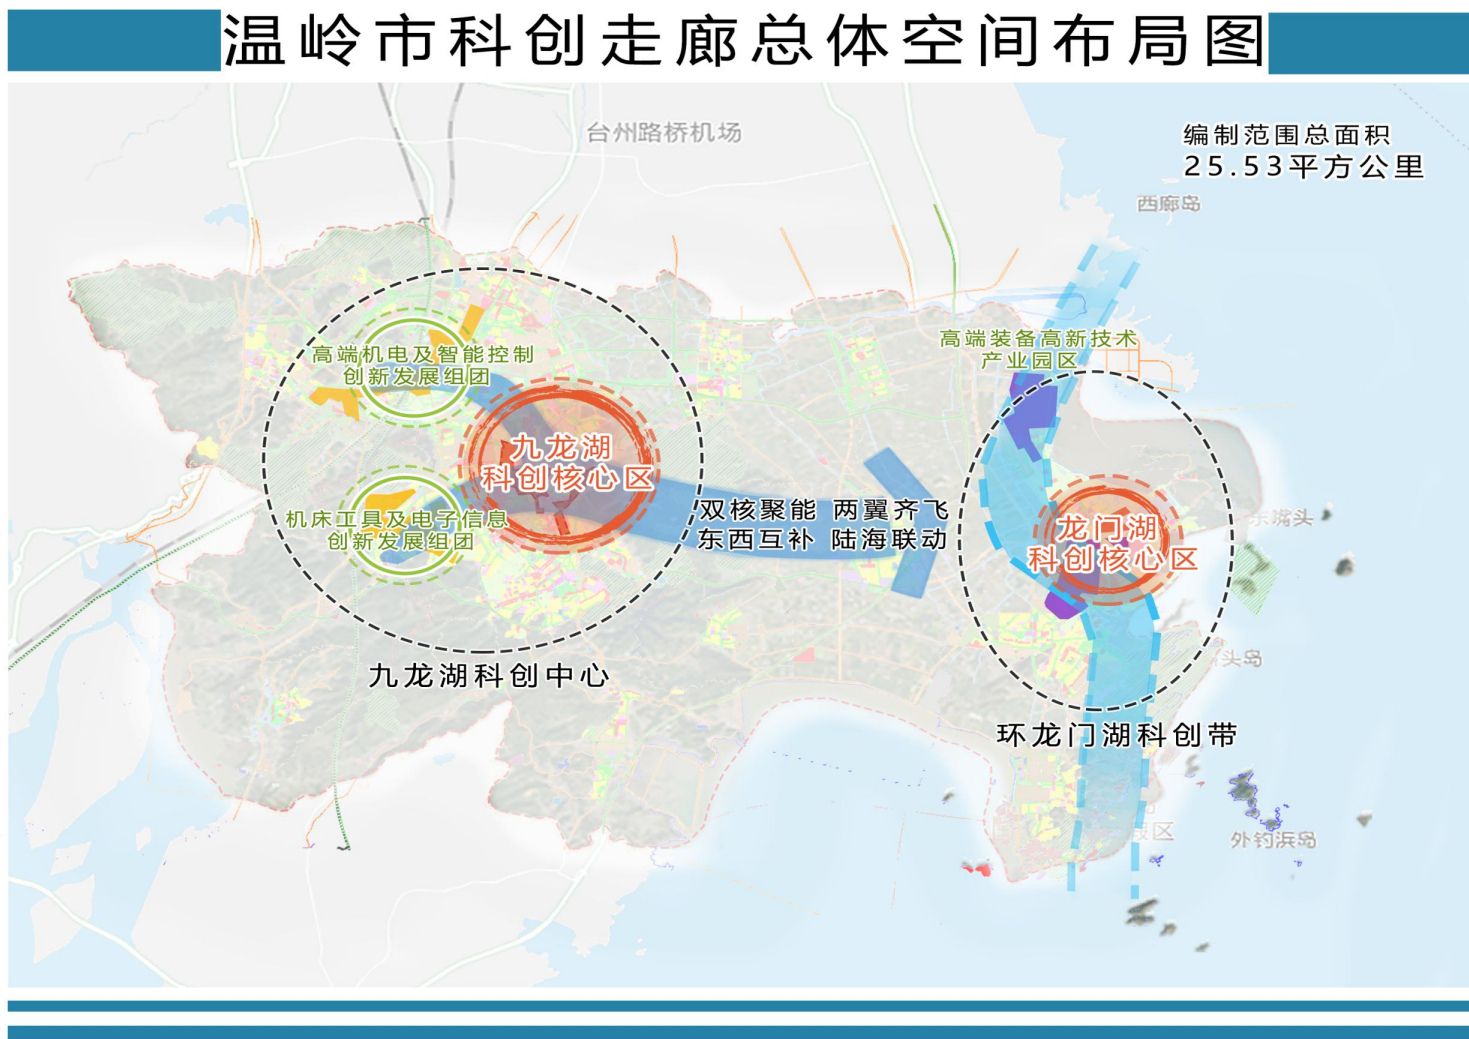 温岭市科创走廊总体空间布局图
台州路桥机场
编制范围总面积
25.53平方公里
西廊岛
高端装备高新技术
产业园区
高端机电及智能控制
创新发展组团
九龙湖
科创核心区
机床工具及电子信息
创新发展组团
双核聚能 两翼齐飞
东西互补 陆海联动
龙门湖
科创核心区
东嘴头
头岛
九龙湖科创中心
环龙门湖科创带
外钓浜岛